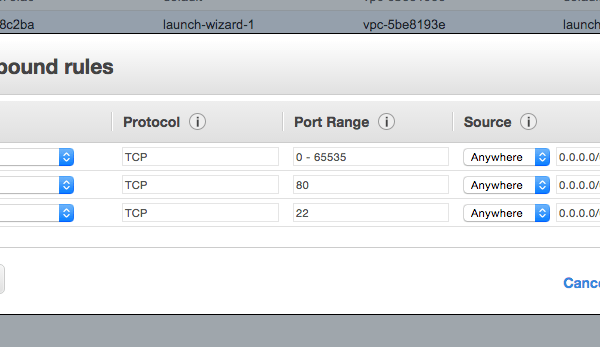 8c2ba launch-wizard-1 vpc-5be8193e launch
bound rules
Protocol i Port Range i Source i
TCP 0 - 65535 Anywhere 0.0.0.0/
TCP 80 Anywhere 0.0.0.0/
TCP 22 Anywhere 0.0.0.0/
Cance